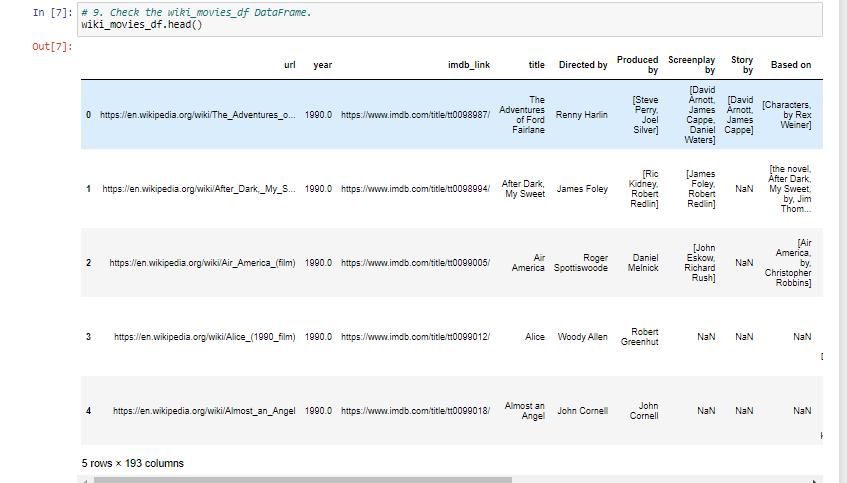 In [7]: # 9. Check the wiki_movies_df DataFrame.
wiki_movies_df.head()
Out[7]:
url year imdb_link title Directed by Produced by Screenplay by Story by Based on
0 https://en.wikipedia.org/wiki/The_Adventures_o... 1990.0 https://www.imdb.com/title/tt0098987/ The Adventures of Ford Fairlane Renny Harlin [Steve Perry, Joel Silver] [David Arnott, James Cappe, Daniel Waters] [David Arnott, James Cappe] [Characters, by Rex Weiner]
1 https://en.wikipedia.org/wiki/After_Dark,_My_S... 1990.0 https://www.imdb.com/title/tt0098994/ After Dark, My Sweet James Foley [Ric Kidney, Robert Redlin] [James Foley, Robert Redlin] NaN [the novel, After Dark, My Sweet, by, Jim Thom...
2 https://en.wikipedia.org/wiki/Air_America_(film) 1990.0 https://www.imdb.com/title/tt0099005/ Air America Roger Spottiswoode Daniel Melnick [John Eskow, Richard Rush] NaN [Air America, by, Christopher Robbins]
3 https://en.wikipedia.org/wiki/Alice_(1990_film) 1990.0 https://www.imdb.com/title/tt0099012/ Alice Woody Allen Robert Greenhut NaN NaN NaN
4 https://en.wikipedia.org/wiki/Almost_an_Angel 1990.0 https://www.imdb.com/title/tt0099018/ Almost an Angel John Cornell John Cornell NaN NaN NaN
5 rows × 193 columns